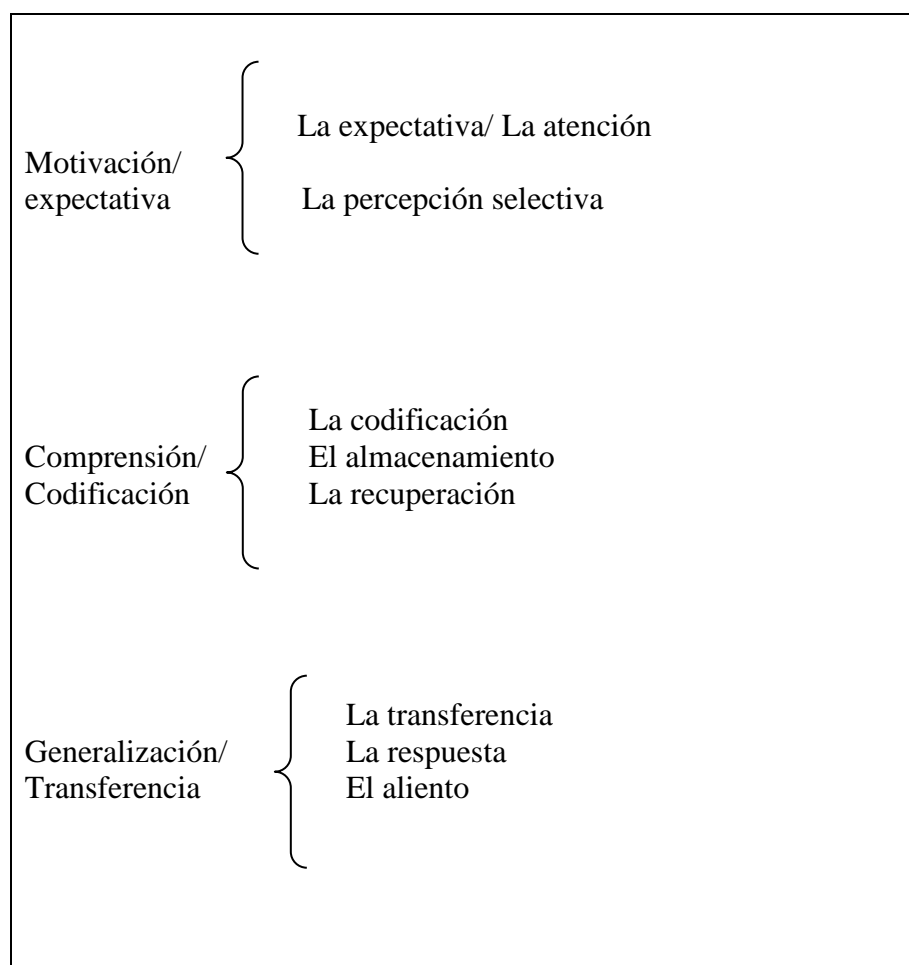 La expectativa/ La atención
Motivación/
expectativa
La percepción selectiva
La codificación
Comprensión/
El almacenamiento
Codificación
La recuperación
La transferencia
Generalización/
La respuesta
Transferencia
El aliento